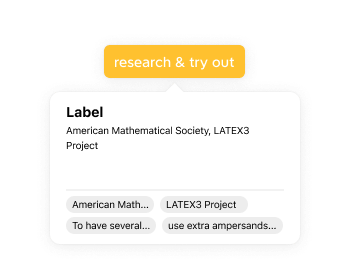 research & try out
Label
American Mathematical Society, LATEX3
Project
American Math... LATEX3 Project
To have several... use extra ampersands...